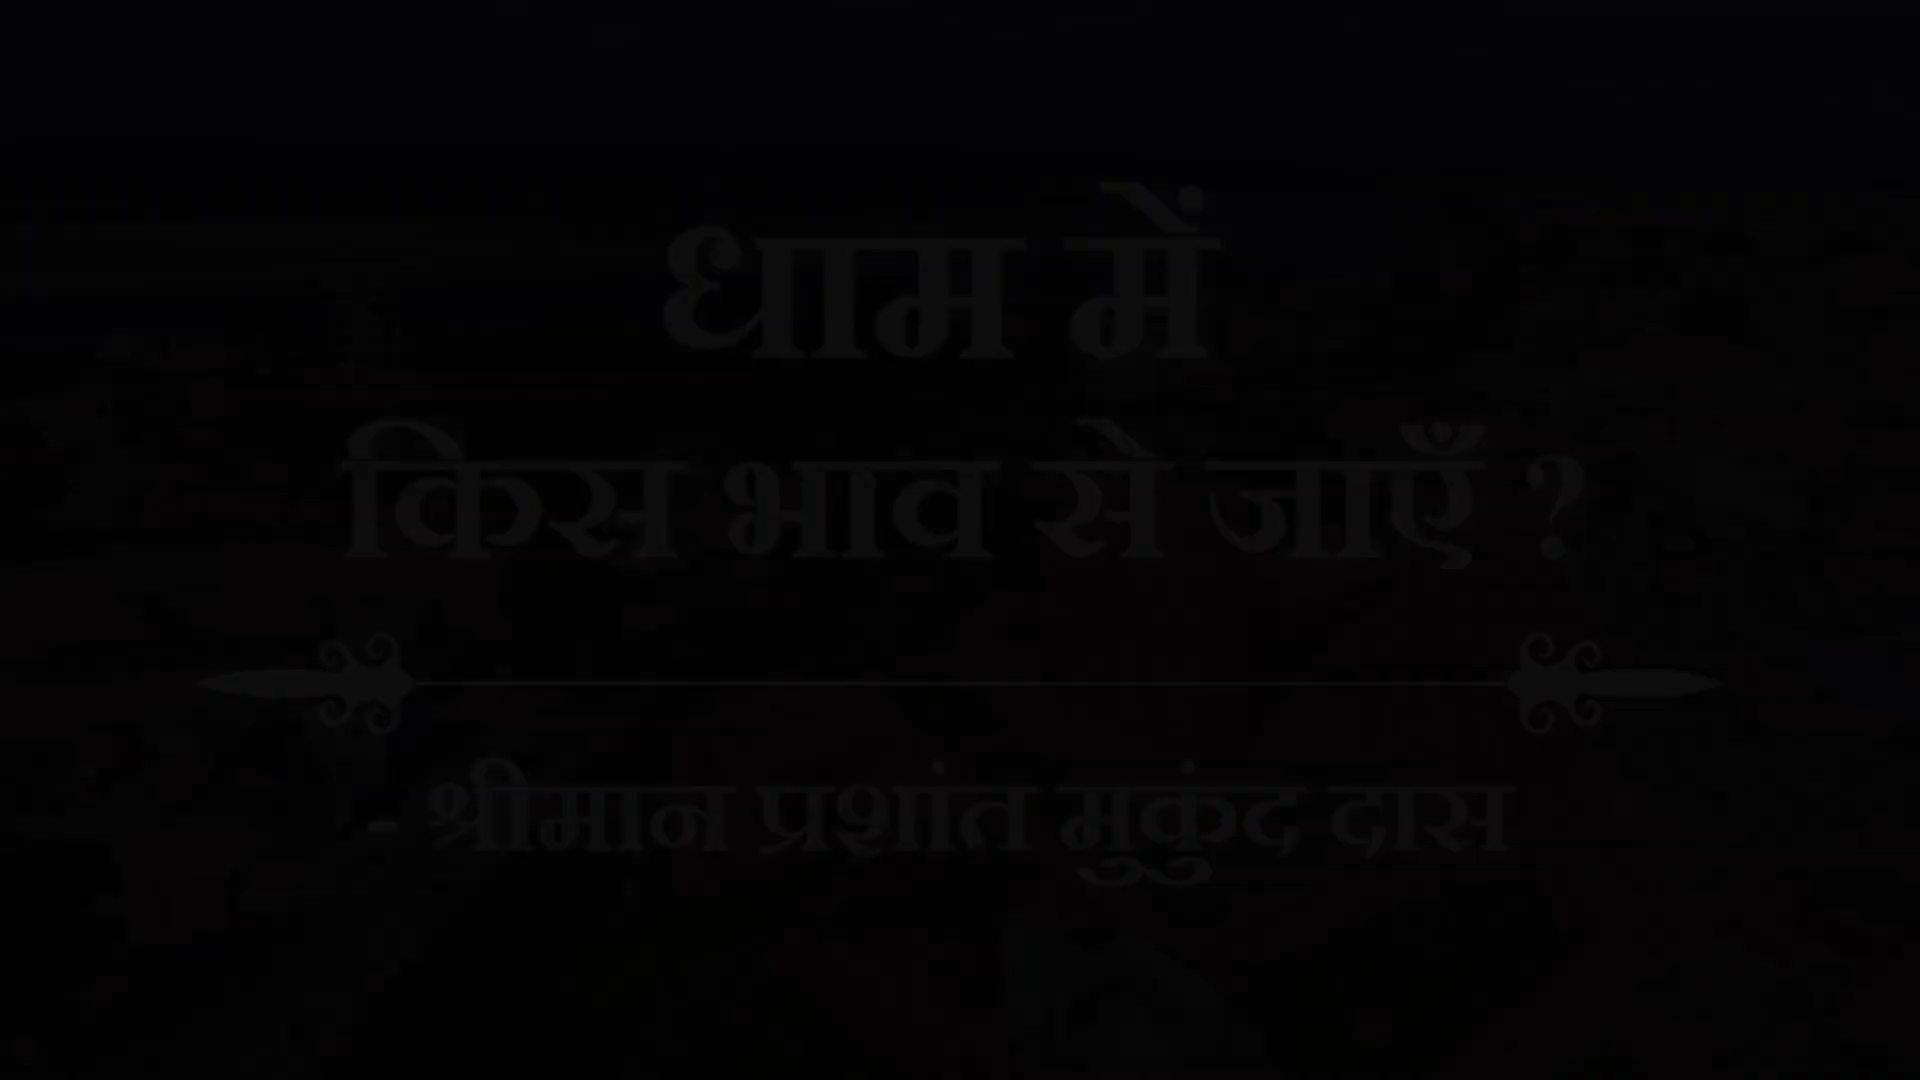 धाम में
किस भाव से जाएँ ?
- श्रीमान प्रशांत मुकुंद दास